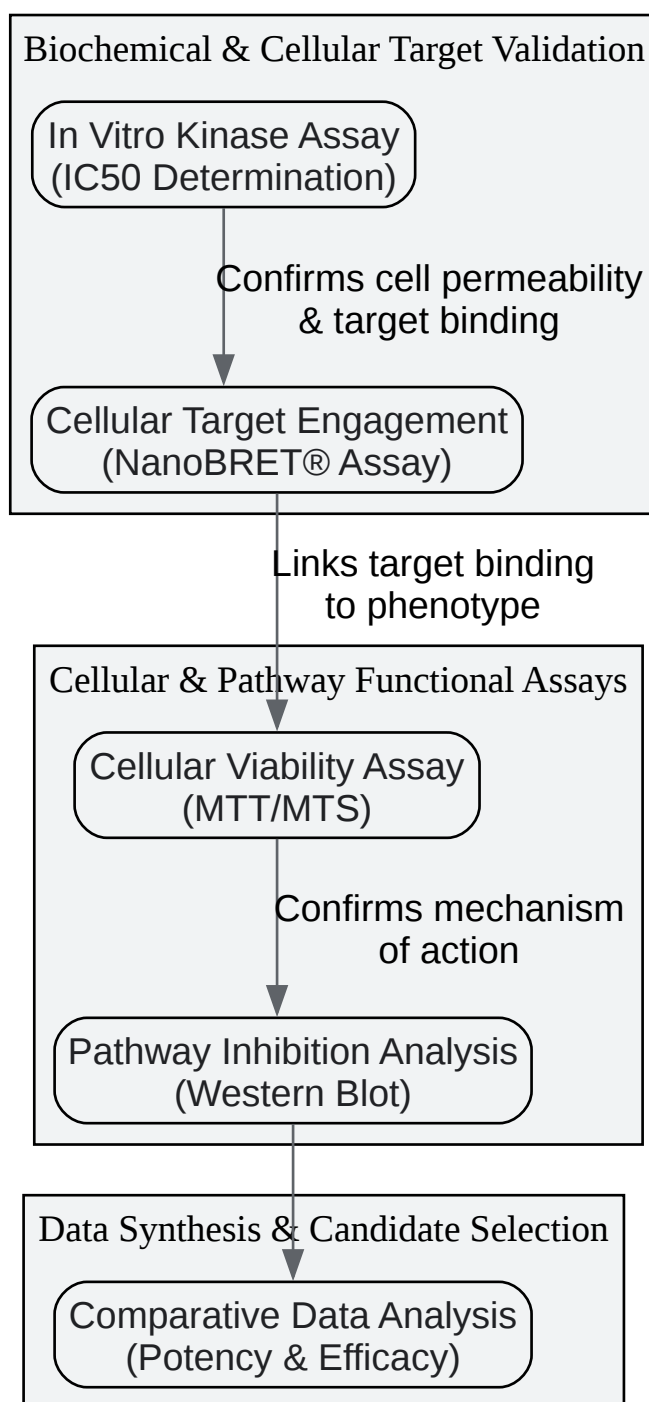 Biochemical & Cellular Target Validation
In Vitro Kinase Assay
(IC50 Determination)
Confirms cell permeability
& target binding
Cellular Target Engagement
(NanoBRET® Assay)
Links target binding
to phenotype
Cellular & Pathway Functional Assays
Cellular Viability Assay
(MTT/MTS)
Confirms mechanism
of action
Pathway Inhibition Analysis
(Western Blot)
Data Synthesis & Candidate Selection
Comparative Data Analysis
(Potency & Efficacy)